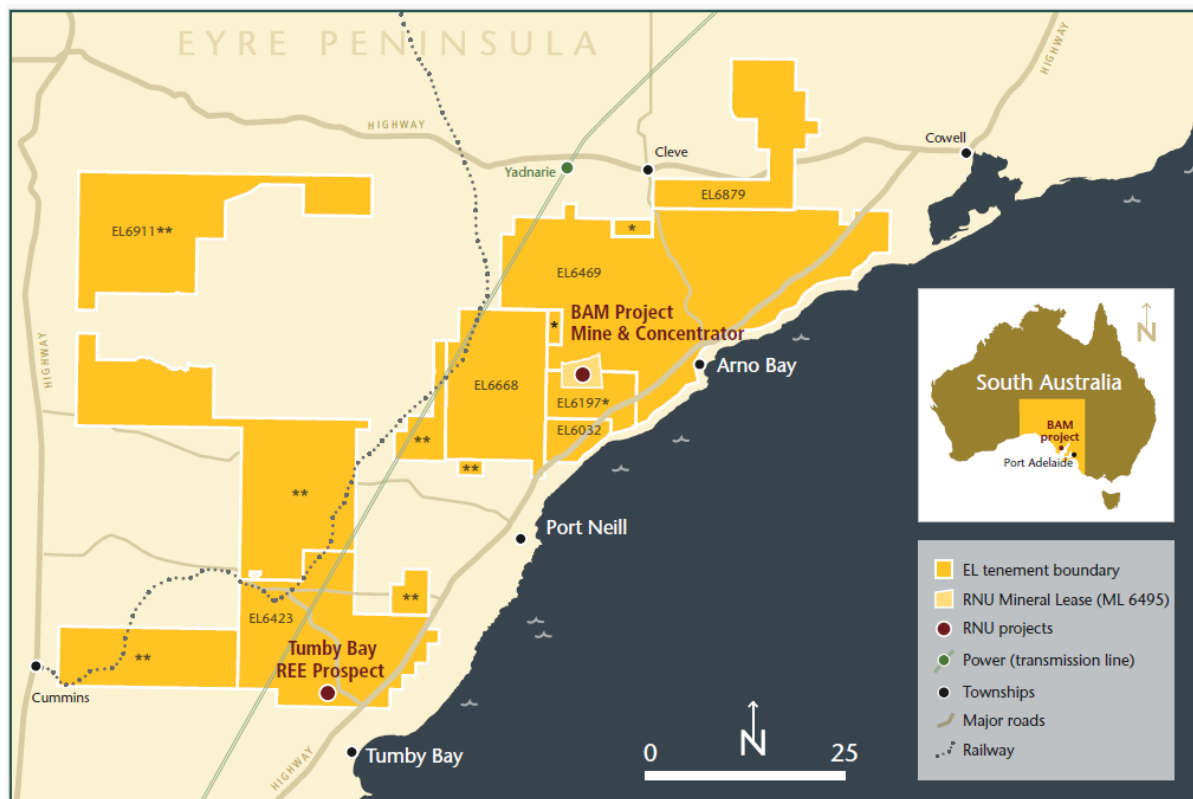 EYRE PENINSULA
HIGHWAY
HIGHWAY
Cowell
Cleve
Yadnarie
EL6879
EL6911**
*
EL6469
BAM Project
Mine & Concentrator
*
HIGHWAY
Arno Bay
EL6668
EL6197*
EL6032
**
**
**
Port Neill
**
EL6423
Tumby Bay
REE Prospect
**
Cummins
Tumby Bay
HIGHWAY
0
N
25
N
South Australia
BAM
project
Port Adelaide
EL tenement boundary
RNU Mineral Lease (ML 6495)
RNU projects
Power (transmission line)
Townships
Major roads
Railway